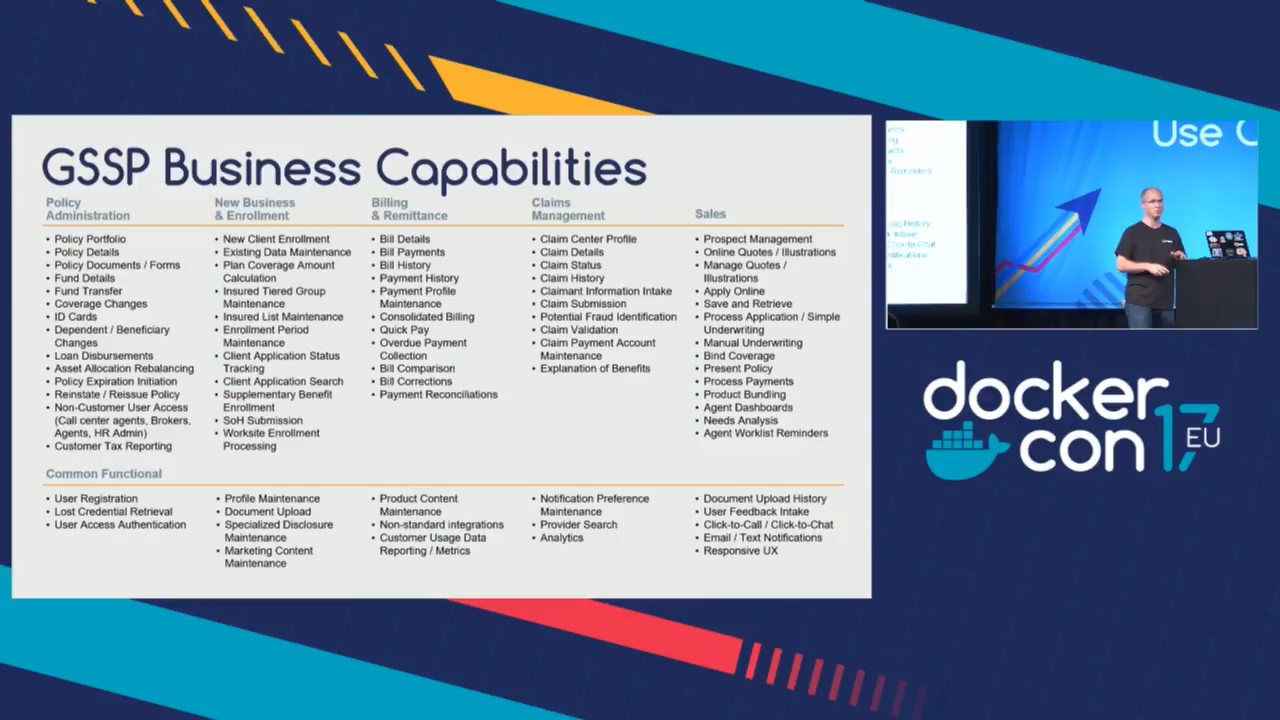 GSSP Business Capabilities
Policy
Administration
• Policy Portfolio
• Policy Details
• Policy Documents / Forms
• Fund Details
• Fund Transfer
• Coverage Changes
• ID Cards
• Dependent / Beneficiary
Changes
• Loan Disbursements
• Asset Allocation Rebalancing
• Policy Expiration Initiation
• Reinstate / Reissue Policy
• Non-Customer User Access
(Call center agents, Brokers,
Agents, HR Admin)
• Customer Tax Reporting
New Business
& Enrollment
• New Client Enrollment
• Existing Data Maintenance
• Plan Coverage Amount
Calculation
• Insured Tiered Group
Maintenance
• Insured List Maintenance
• Enrollment Period
Maintenance
• Client Application Status
Tracking
• Client Application Search
• Supplementary Benefit
Enrollment
• SoH Submission
• Worksite Enrollment
Processing
Billing
& Remittance
• Bill Details
• Bill Payments
• Bill History
• Payment History
• Payment Profile
Maintenance
• Consolidated Billing
• Quick Pay
• Overdue Payment
Collection
• Bill Comparison
• Bill Corrections
• Payment Reconciliations
Claims
Management
• Claim Center Profile
• Claim Details
• Claim Status
• Claim History
• Claimant Information Intake
• Claim Submission
• Potential Fraud Identification
• Claim Validation
• Claim Payment Account
Maintenance
• Explanation of Benefits
Sales
• Prospect Management
• Online Quotes / Illustrations
• Manage Quotes /
Illustrations
• Apply Online
• Save and Retrieve
• Process Application / Simple
Underwriting
• Manual Underwriting
• Bind Coverage
• Present Policy
• Process Payments
• Product Bundling
• Agent Dashboards
• Needs Analysis
• Agent Worklist Reminders
Common Functional
• User Registration
• Lost Credential Retrieval
• User Access Authentication
• Profile Maintenance
• Document Upload
• Specialized Disclosure
Maintenance
• Marketing Content
Maintenance
• Product Content
Maintenance
• Non-standard integrations
• Customer Usage Data
Reporting / Metrics
• Notification Preference
Maintenance
• Provider Search
• Analytics
• Document Upload History
• User Feedback Intake
• Click-to-Call / Click-to-Chat
• Email / Text Notifications
• Responsive UX
Use C
docker
con 17 EU